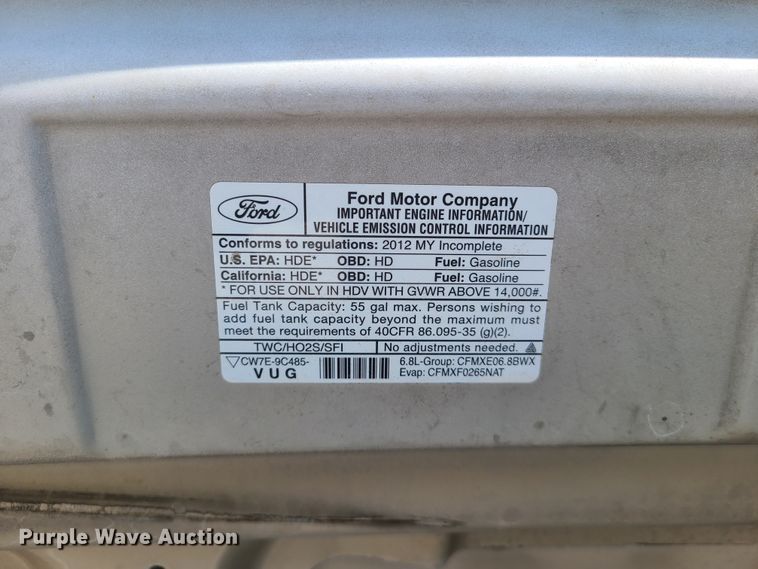 Ford
Ford Motor Company
IMPORTANT ENGINE INFORMATION/
VEHICLE EMISSION CONTROL INFORMATION
Conforms to regulations: 2012 MY Incomplete
U.S. EPA: HDE* OBD: HD Fuel: Gasoline
California: HDE* OBD: HD Fuel: Gasoline
* FOR USE ONLY IN HDV WITH GVWR ABOVE 14,000#.
Fuel Tank Capacity: 55 gal max. Persons wishing to
add fuel tank capacity beyond the maximum must
meet the requirements of 40CFR 86.095-35 (g)(2).
TWC/HO2S/SFI No adjustments needed.
CW7E-9C485- 6.8L-Group: CFMXE06.8BWX
VUG Evap: CFMXF0265NAT
Purple Wave Auction